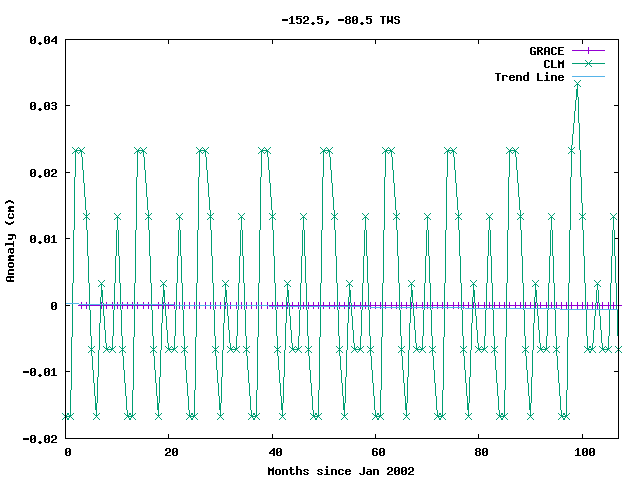 -152.5, -80.5 TWS
0.04
0.03
0.02
0.01
0
-0.01
-0.02
Anomaly (cm)
GRACE
CLM
Trend Line
0 20 40 60 80 100
Months since Jan 2002